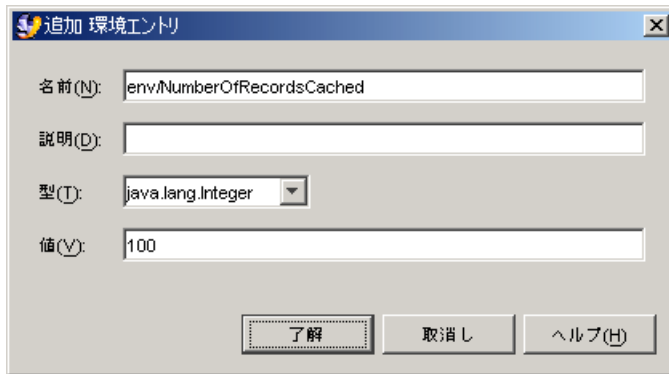 追加 環境エントリ
名前(N): env/NumberOfRecordsCached
説明(D):
型(T): java.lang.Integer
値(V): 100
了解 取消し ヘルプ(H)